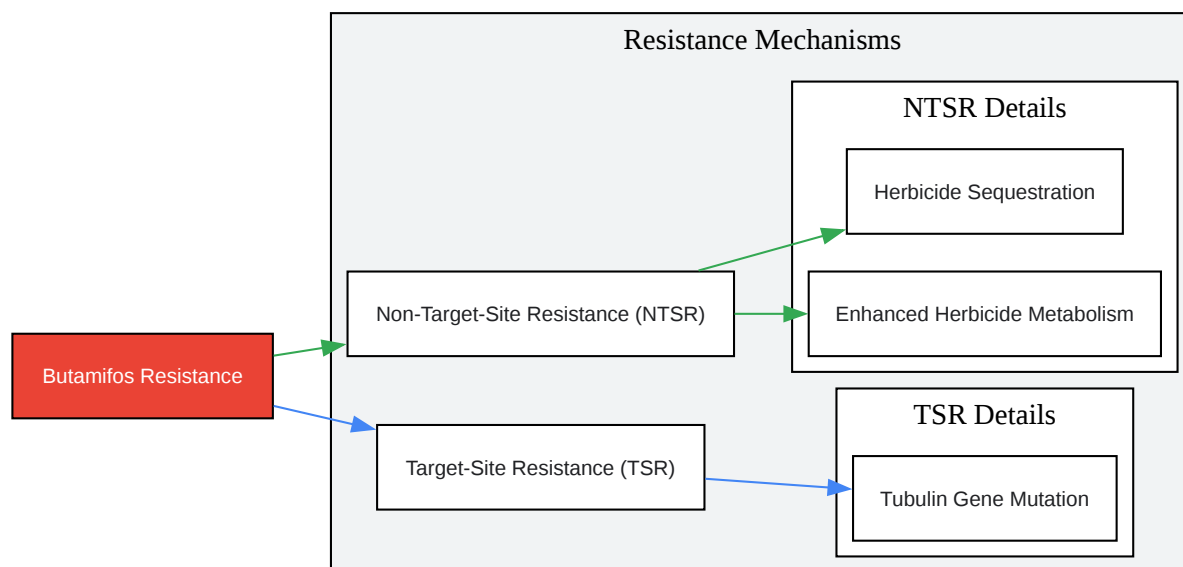 Resistance Mechanisms
NTSR Details
Herbicide Sequestration
Non-Target-Site Resistance (NTSR)
Enhanced Herbicide Metabolism
Butamifos Resistance
TSR Details
Target-Site Resistance (TSR)
Tubulin Gene Mutation